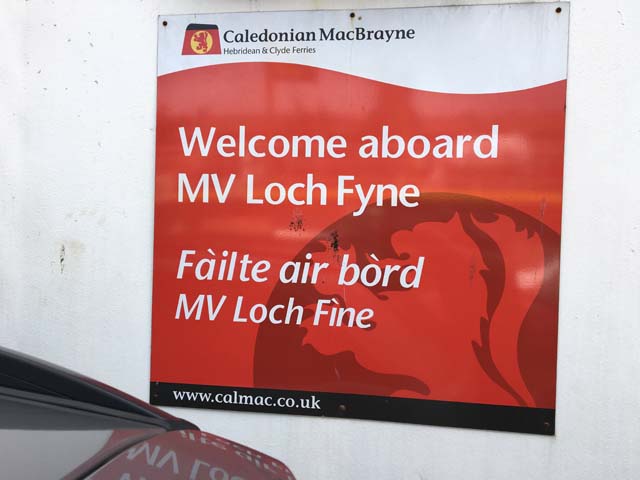 Caledonian MacBrayne
Hebridean & Clyde Ferries
Welcome aboard
MV Loch Fyne
Fàilte air bòrd
MV Loch Fìne
www.calmac.co.uk